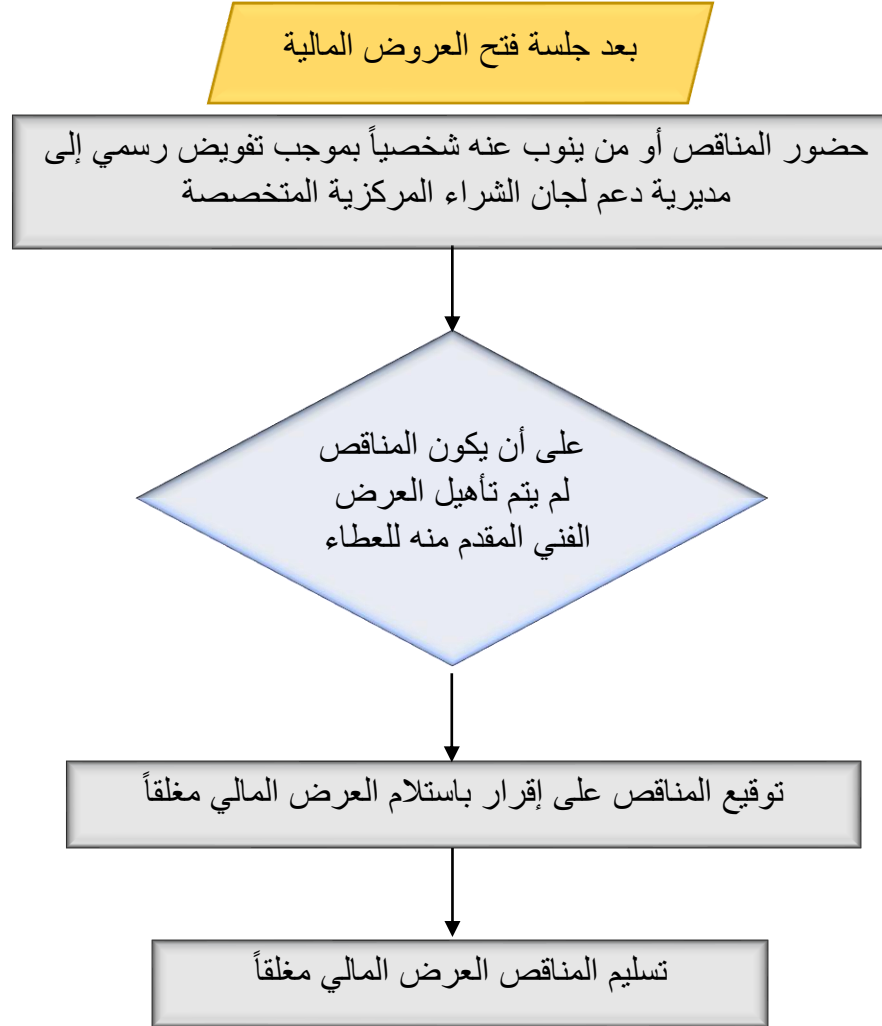 بعد جلسة فتح العروض المالية
حضور المناقص أو من ينوب عنه شخصياً بموجب تفويض رسمي إلى
مديرية دعم لجان الشراء المركزية المتخصصة
على أن يكون المناقص
لم يتم تأهيل العرض
الفني المقدم منه للعطاء
توقيع المناقص على إقرار باستلام العرض المالي مغلقاً
تسليم المناقص العرض المالي مغلقاً